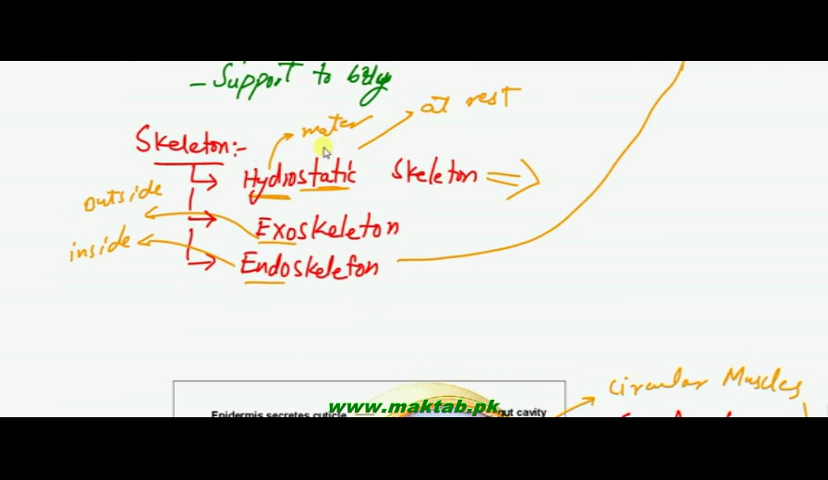 - Support to body
at rest
water
Skeleton:-
Hydrostatic Skeleton
outside
Exoskeleton
inside
Endoskeleton
Circular Muscles
www.maktab.pk
Epidermis secretes cuticle
gut cavity